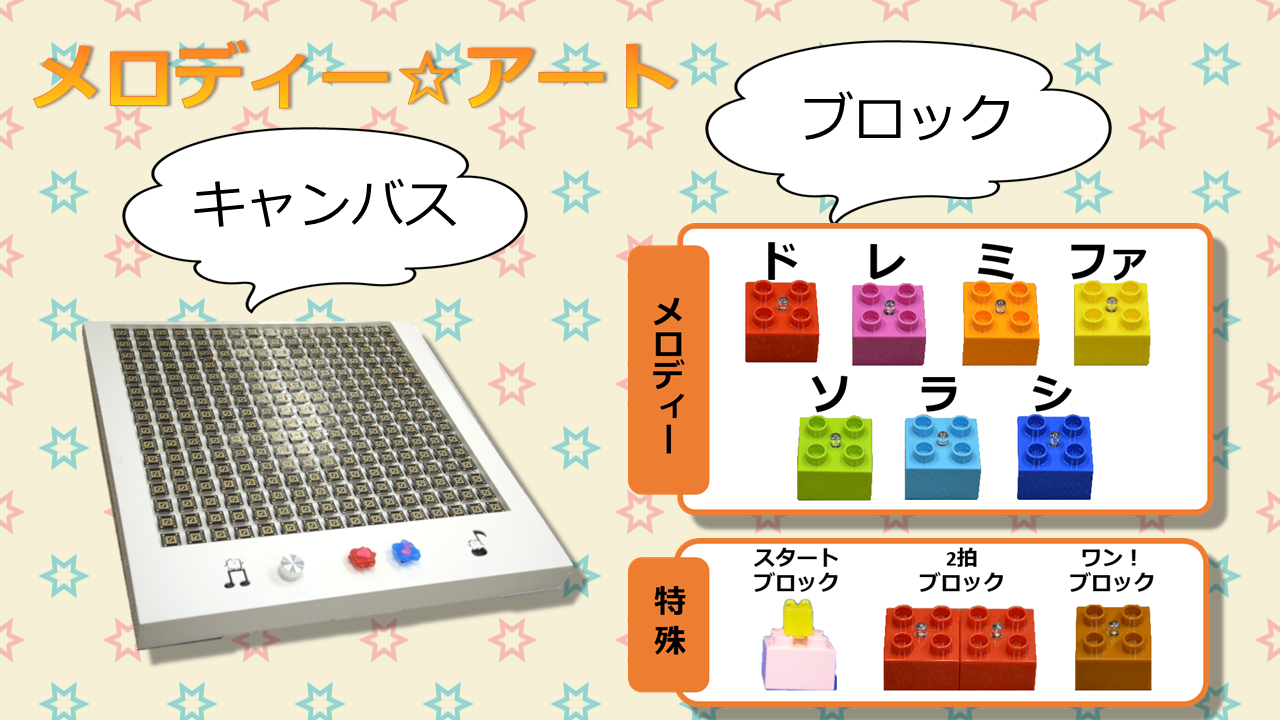 メロディー☆アート
キャンバス
ブロック
メロディー
ド レ ミ ファ
ソ ラ シ
特殊
スタート
ブロック
2拍
ブロック
ワン！
ブロック